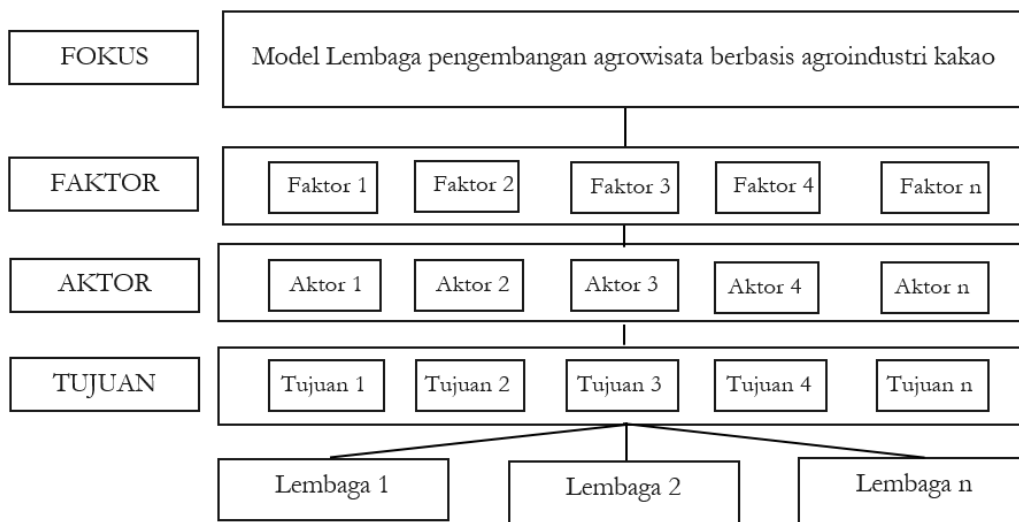 FOKUS
Model Lembaga pengembangan agrowisata berbasis agroindustri kakao
FAKTOR
Faktor 1
Faktor 2
Faktor 3
Faktor 4
Faktor n
AKTOR
Aktor 1
Aktor 2
Aktor 3
Aktor 4
Aktor n
TUJUAN
Tujuan 1
Tujuan 2
Tujuan 3
Tujuan 4
Tujuan n
Lembaga 1
Lembaga 2
Lembaga n